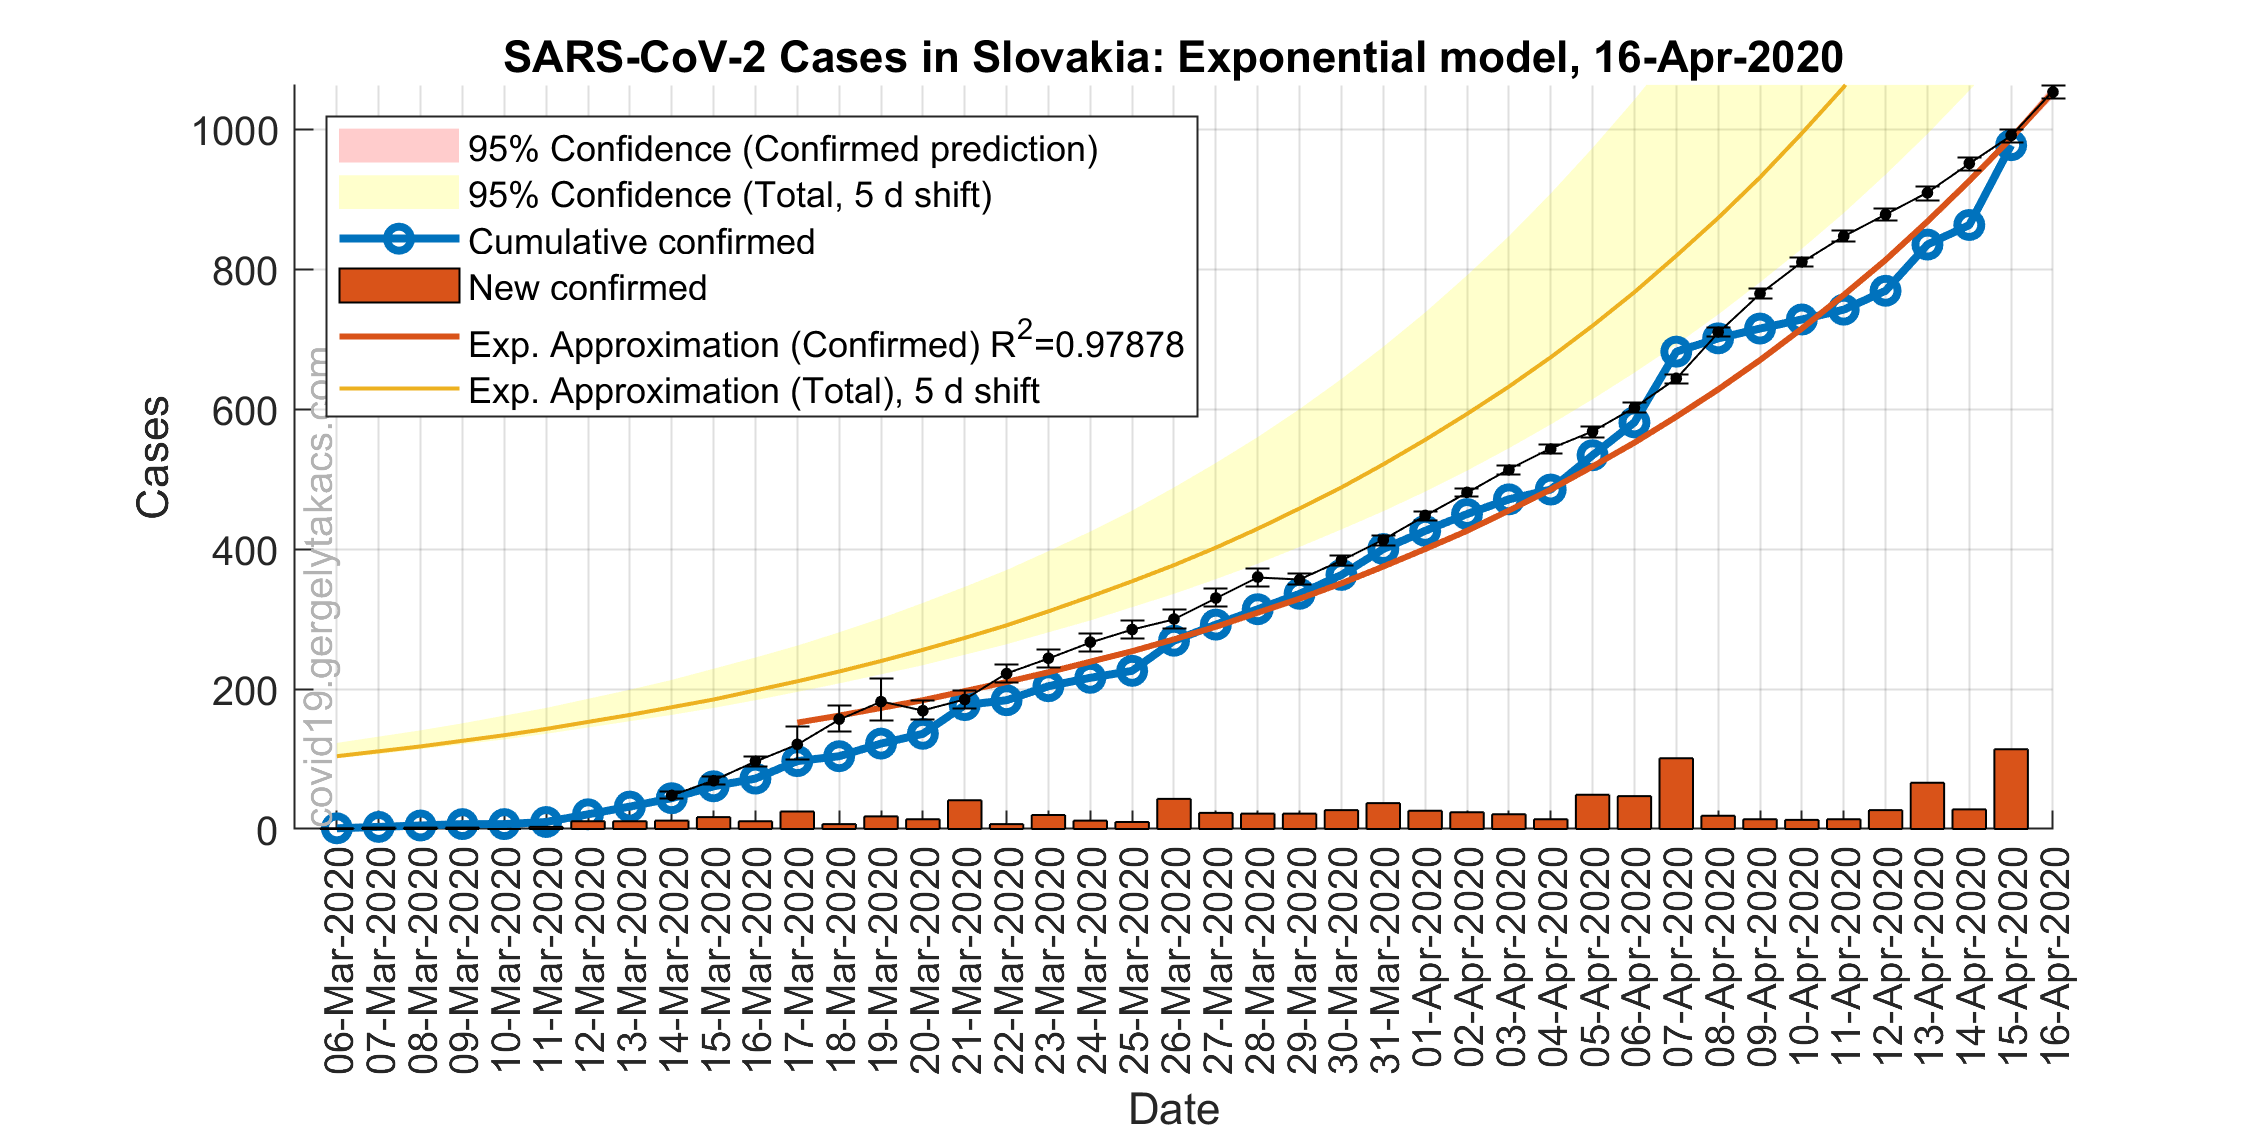 SARS-CoV-2 Cases in Slovakia: Exponential model, 16-Apr-2020
95% Confidence (Confirmed prediction)
95% Confidence (Total, 5 d shift)
Cumulative confirmed
New confirmed
Exp. Approximation (Confirmed) R²=0.97878
Exp. Approximation (Total), 5 d shift
1000
800
600
400
200
0
Cases
covid19.gergelytakacs.com
06-Mar-2020
07-Mar-2020
08-Mar-2020
09-Mar-2020
10-Mar-2020
11-Mar-2020
12-Mar-2020
13-Mar-2020
14-Mar-2020
15-Mar-2020
16-Mar-2020
17-Mar-2020
18-Mar-2020
19-Mar-2020
20-Mar-2020
21-Mar-2020
22-Mar-2020
23-Mar-2020
24-Mar-2020
25-Mar-2020
26-Mar-2020
27-Mar-2020
28-Mar-2020
29-Mar-2020
30-Mar-2020
31-Mar-2020
01-Apr-2020
02-Apr-2020
03-Apr-2020
04-Apr-2020
05-Apr-2020
06-Apr-2020
07-Apr-2020
08-Apr-2020
09-Apr-2020
10-Apr-2020
11-Apr-2020
12-Apr-2020
13-Apr-2020
14-Apr-2020
15-Apr-2020
16-Apr-2020
Date